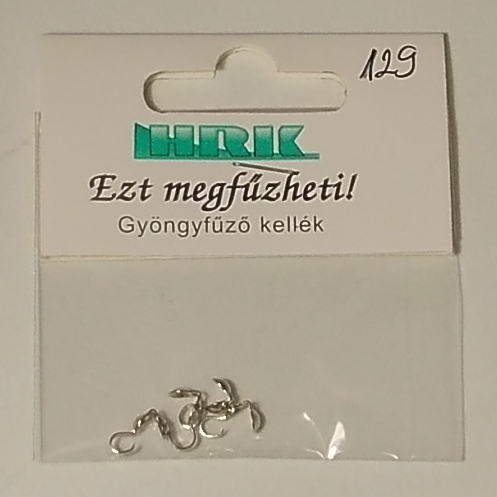 129
HRK
Ezt megfűzheti!
Gyöngyfűző kellék